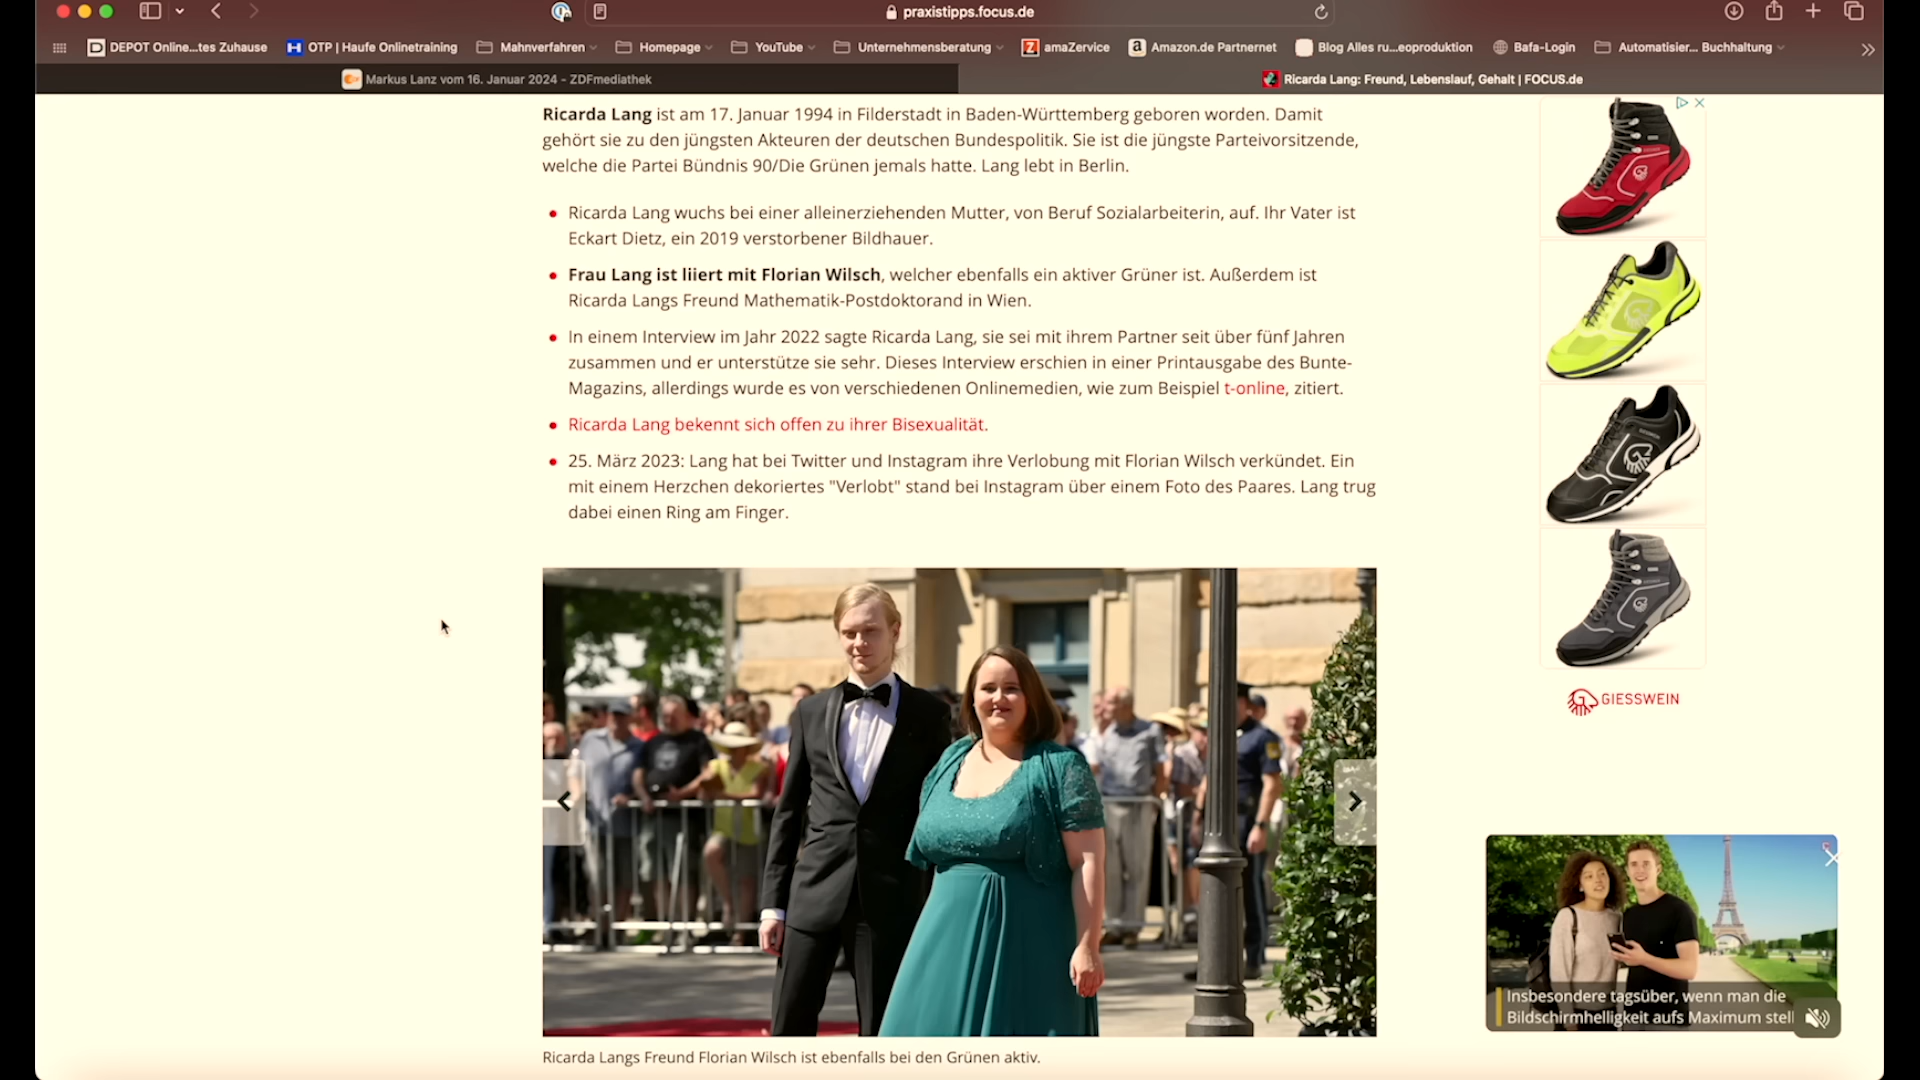 praxistipps.focus.de
DEPOT Online...tes Zuhause
OTP | Haufe Onlinetraining
Mahnverfahren
Homepage
YouTube
Unternehmensberatung
amaZervice
Amazon.de Partnernet
Blog Alles ru...eoproduktion
Bafa-Login
Automatisier... Buchhaltung
Markus Lanz vom 16. Januar 2024 - ZDFmediathek
Ricarda Lang: Freund, Lebenslauf, Gehalt | FOCUS.de
Ricarda Lang ist am 17. Januar 1994 in Filderstadt in Baden-Württemberg geboren worden. Damit
gehört sie zu den jüngsten Akteuren der deutschen Bundespolitik. Sie ist die jüngste Parteivorsitzende,
welche die Partei Bündnis 90/Die Grünen jemals hatte. Lang lebt in Berlin.
Ricarda Lang wuchs bei einer alleinerziehenden Mutter, von Beruf Sozialarbeiterin, auf. Ihr Vater ist
Eckart Dietz, ein 2019 verstorbener Bildhauer.
Frau Lang ist liiert mit Florian Wilsch, welcher ebenfalls ein aktiver Grüner ist. Außerdem ist
Ricarda Langs Freund Mathematik-Postdoktorand in Wien.
In einem Interview im Jahr 2022 sagte Ricarda Lang, sie sei mit ihrem Partner seit über fünf Jahren
zusammen und er unterstütze sie sehr. Dieses Interview erschien in einer Printausgabe des Bunte-
Magazins, allerdings wurde es von verschiedenen Onlinemedien, wie zum Beispiel t-online, zitiert.
Ricarda Lang bekennt sich offen zu ihrer Bisexualität.
25. März 2023: Lang hat bei Twitter und Instagram ihre Verlobung mit Florian Wilsch verkündet. Ein
mit einem Herzchen dekoriertes "Verlobt" stand bei Instagram über einem Foto des Paares. Lang trug
dabei einen Ring am Finger.
GIESSWEIN
Insbesondere tagsüber, wenn man die
Bildschirmhelligkeit aufs Maximum stell
Ricarda Langs Freund Florian Wilsch ist ebenfalls bei den Grünen aktiv.